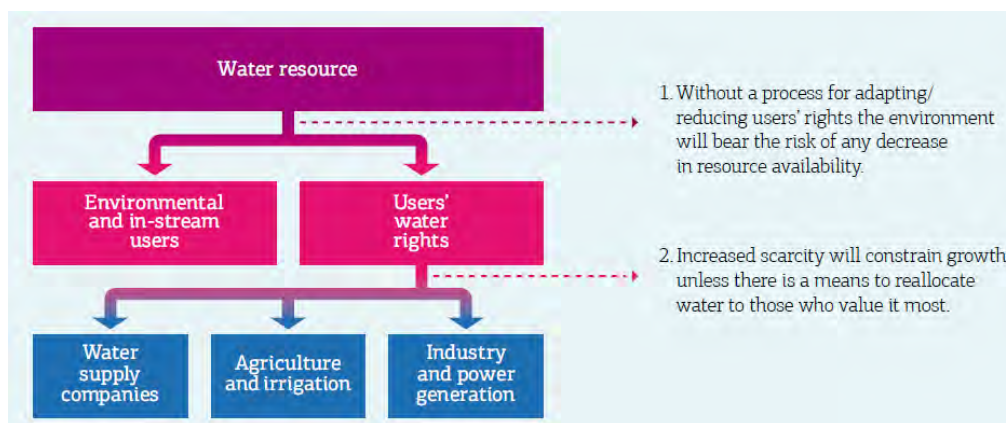 Water resource
1. Without a process for adapting/
reducing users' rights the environment
will bear the risk of any decrease
in resource availability.
Environmental
and in-stream
users
Users'
water
rights
2. Increased scarcity will constrain growth
unless there is a means to reallocate
water to those who value it most.
Water
supply
companies
Agriculture
and irrigation
Industry
and power
generation